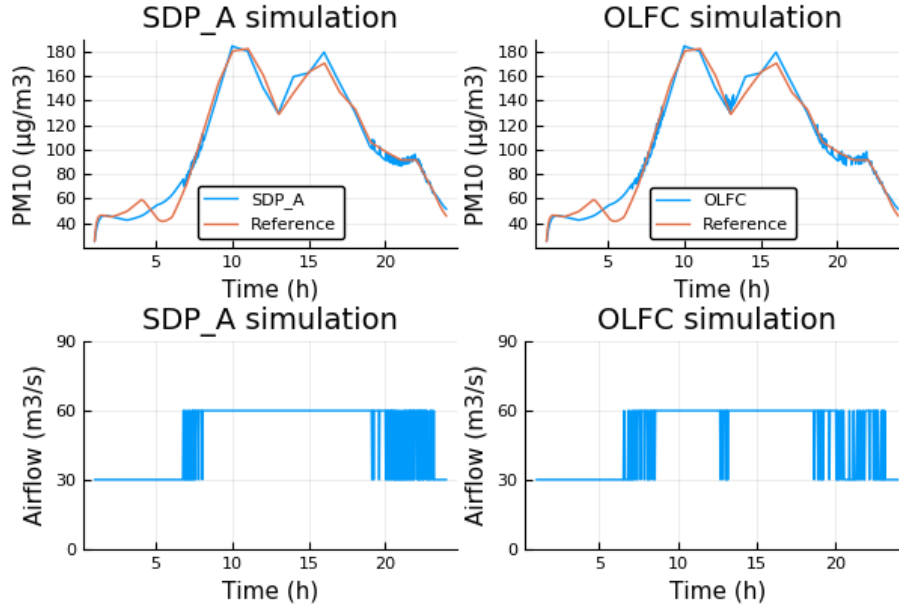 SDP_A simulation
PM10 (μg/m3)
180
160
140
120
100
80
60
40
SDP_A
Reference
5
10
15
20
Time (h)
OLFC simulation
PM10 (μg/m3)
180
160
140
120
100
80
60
40
OLFC
Reference
5
10
15
20
Time (h)
SDP_A simulation
Airflow (m3/s)
90
60
30
0
5
10
15
20
Time (h)
OLFC simulation
Airflow (m3/s)
90
60
30
0
5
10
15
20
Time (h)